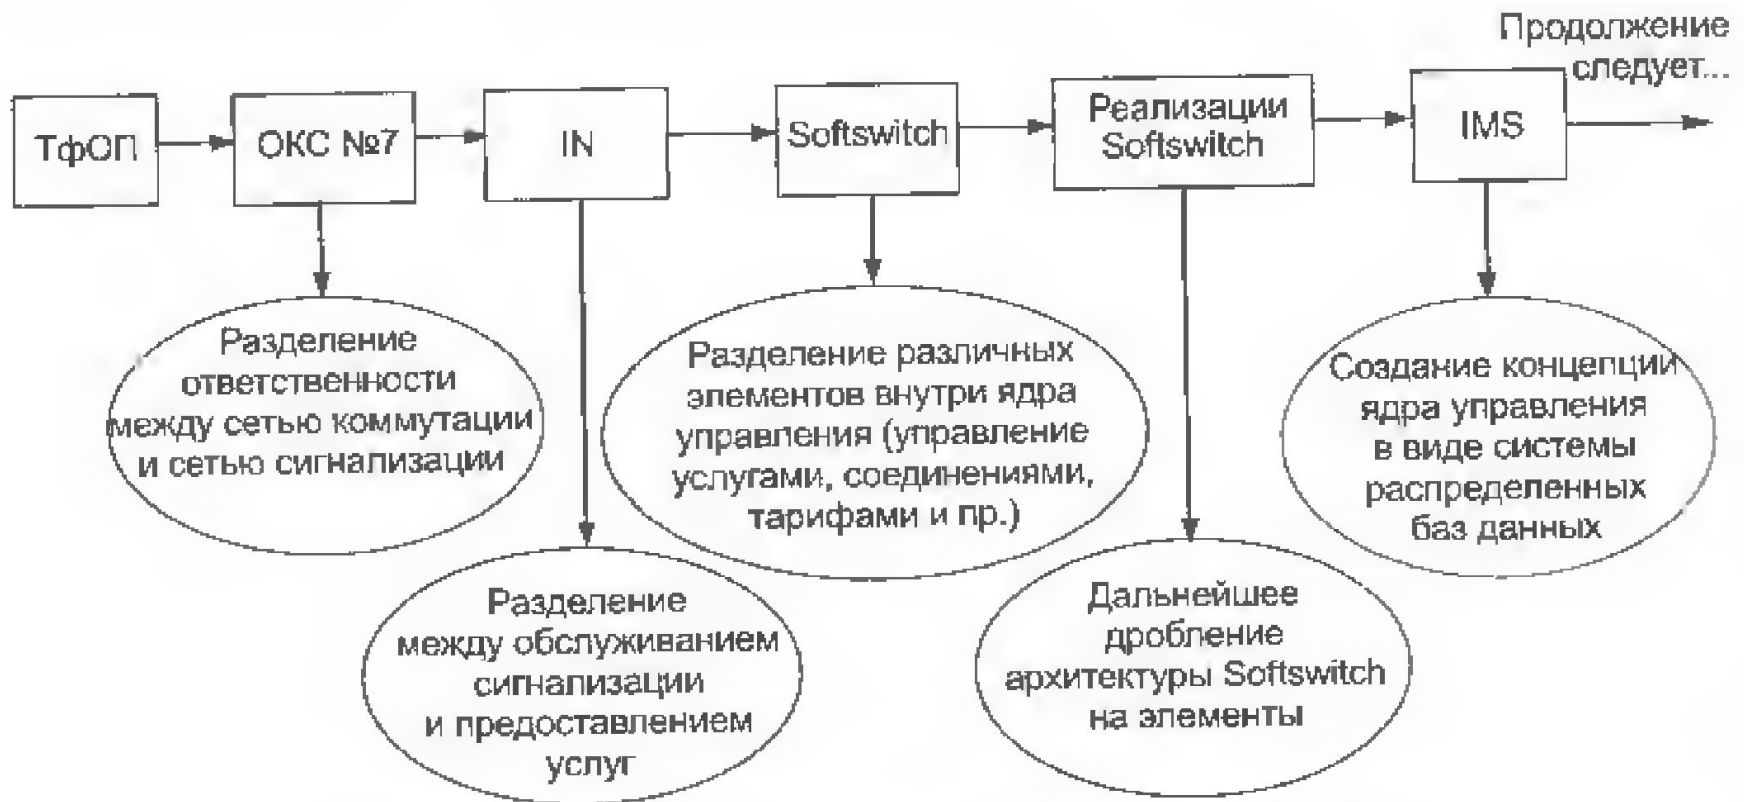 Продолжение
следует...
ТфОП
ОКС №7
IN
Softswitch
Реализации
Softswitch
IMS
Разделение
ответственности
между сетью коммутации
и сетью сигнализации
Разделение
между обслуживанием
сигнализации
и предоставлением
услуг
Разделение различных
элементов внутри ядра
управления (управление
услугами, соединениями,
тарифами и пр.)
Дальнейшее
дробление
архитектуры Softswitch
на элементы
Создание концепции
ядра управления
в виде системы
распределенных
баз данных